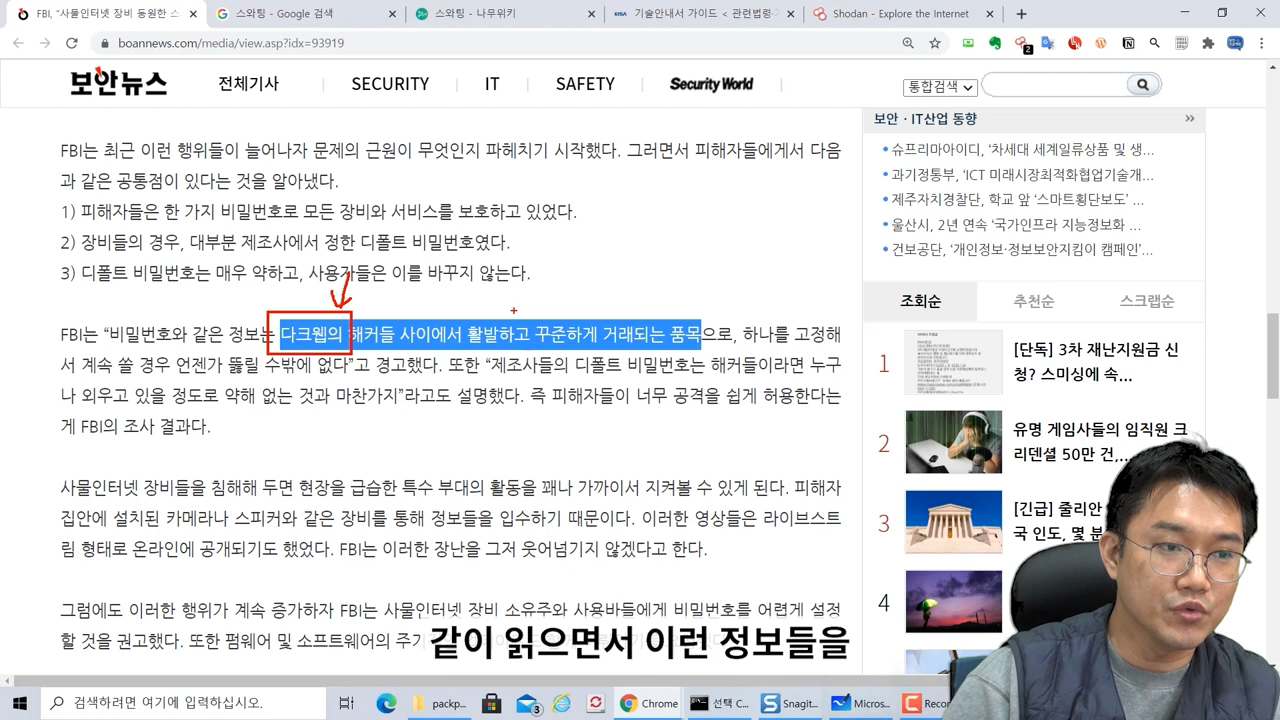 FBI, “사물인터넷 장비 동원한 스
스와팅 - Google 검색
스와팅 - 나무위키
KISA 기술안내서 가이드 < 관련법령·
Shodan - Explore the Internet
boannews.com/media/view.asp?idx=93919
2
보안뉴스
전체기사
SECURITY
IT
SAFETY
Security World
통합검색
FBI는 최근 이런 행위들이 늘어나자 문제의 근원이 무엇인지 파헤치기 시작했다. 그러면서 피해자들에게서 다음
과 같은 공통점이 있다는 것을 알아냈다.
1) 피해자들은 한 가지 비밀번호로 모든 장비와 서비스를 보호하고 있었다.
2) 장비들의 경우, 대부분 제조사에서 정한 디폴트 비밀번호였다.
3) 디폴트 비밀번호는 매우 약하고, 사용자들은 이를 바꾸지 않는다.
FBI는 “비밀번호와 같은 정보는 다크웹의 해커들 사이에서 활발하고 꾸준하게 거래되는 품목으로, 하나를 고정해
서 계속 쓸 경우 언젠가 뚫릴 수밖에 없다”고 경고했다. 또한 “제조사들의 디폴트 비밀번호는 해커들이라면 누구
나 외우고 있을 정도로 약해 없는 것과 마찬가지”라고도 설명했다. 즉 피해자들이 너무 공격을 쉽게 허용한다는
게 FBI의 조사 결과다.
사물인터넷 장비들을 침해해 두면 현장을 급습한 특수 부대의 활동을 꽤나 가까이서 지켜볼 수 있게 된다. 피해자
집안에 설치된 카메라나 스피커와 같은 장비를 통해 정보들을 입수하기 때문이다. 이러한 영상들은 라이브스트
림 형태로 온라인에 공개되기도 했었다. FBI는 이러한 장난을 그저 웃어넘기지 않겠다고 한다.
그럼에도 이러한 행위가 계속 증가하자 FBI는 사물인터넷 장비 소유주와 사용바들에게 비밀번호를 어렵게 설정
할 것을 권고했다. 또한 펌웨어 및 소프트웨어의 주기
보안 · IT산업 동향
슈프리마아이디, ‘차세대 세계일류상품 및 생...
과기정통부, ‘ICT 미래시장최적화협업기술개...
제주자치경찰단, 학교 앞 ‘스마트횡단보도’ ...
울산시, 2년 연속 ‘국가인프라 지능정보화 ...
건보공단, ‘개인정보·정보보안지킴이 캠페인’...
조회순
추천순
스크랩순
1
[단독] 3차 재난지원금 신
청? 스미싱에 속...
2
유명 게임사들의 임직원 크
리덴셜 50만 건,...
3
[긴급] 줄리안
국 인도, 몇 분
4
같이 읽으면서 이런 정보들을
검색하려면 여기에 입력하십시오.
packp...
3
Chrome
선택 C...
Snagit...
Micros...
Reco